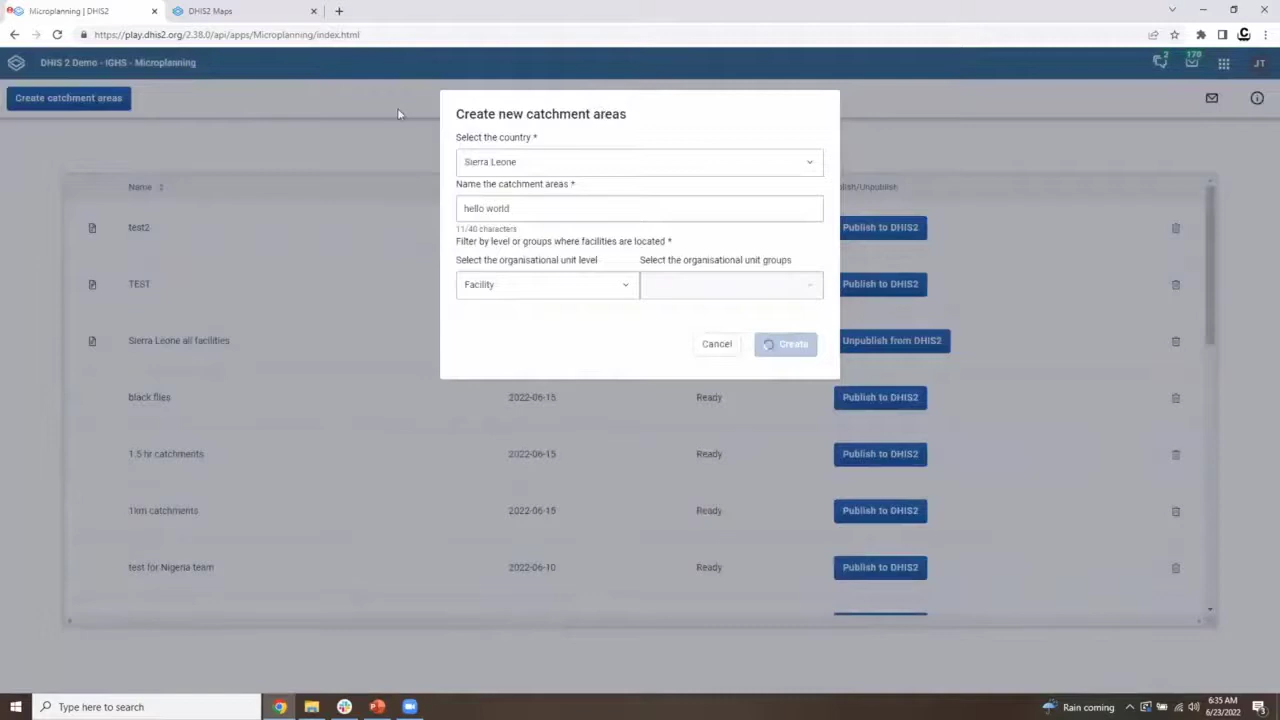 Microplanning | DHIS2
DHIS2 Maps
https://play.dhis2.org/2.38.0/api/apps/Microplanning/index.html
DHIS 2 Demo - IGHS - Microplanning
2
170
JT
Create catchment areas
Create new catchment areas
Select the country *
Sierra Leone
Name the catchment areas *
hello world
11/40 characters
Filter by level or groups where facilities are located *
Select the organisational unit level
Select the organisational unit groups
Facility
Cancel
Create
Name
blish/Unpublish
test2
Publish to DHIS2
TEST
Publish to DHIS2
Sierra Leone all facilities
Unpublish from DHIS2
black flies
2022-06-15
Ready
Publish to DHIS2
1.5 hr catchments
2022-06-15
Ready
Publish to DHIS2
1km catchments
2022-06-15
Ready
Publish to DHIS2
test for Nigeria team
2022-06-10
Ready
Publish to DHIS2
Type here to search
Rain coming
6:35 AM
6/23/2022
3